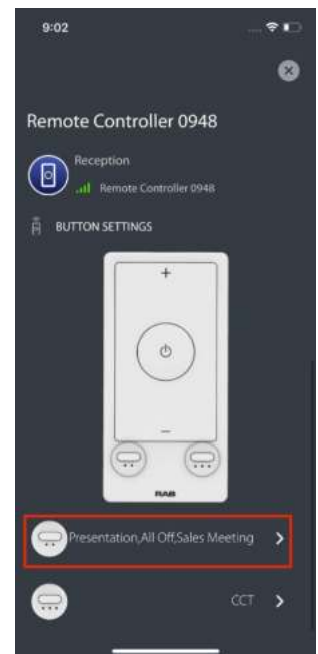 9:02
Remote Controller 0948
Reception
Remote Controller 0948
BUTTON SETTINGS
+
−
RAB
Presentation,All Off,Sales Meeting
CCT